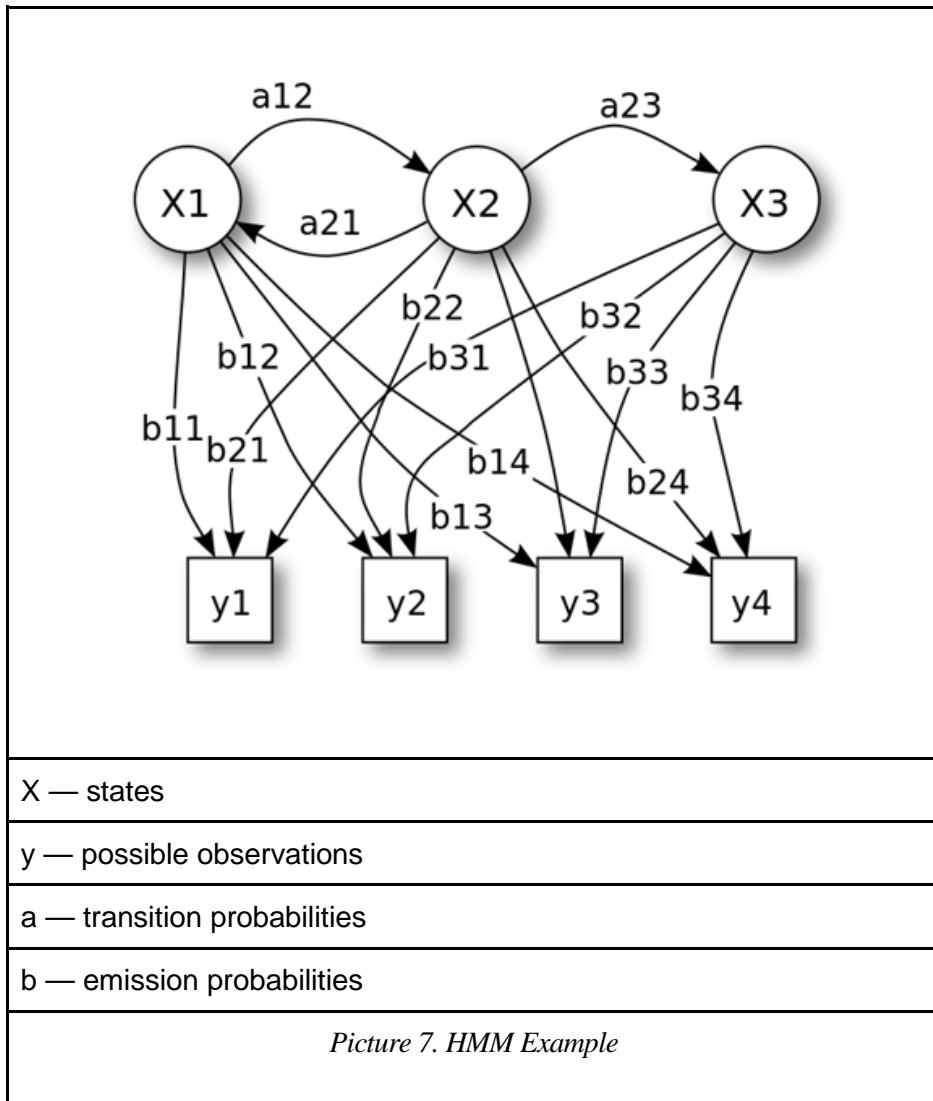 a12
a23
X1
X2
X3
a21
b22
b32
b12
b31
b33
b34
b11
b21
b14
b24
b13
y1
y2
y3
y4
X — states
y — possible observations
a — transition probabilities
b — emission probabilities
Picture 7. HMM Example